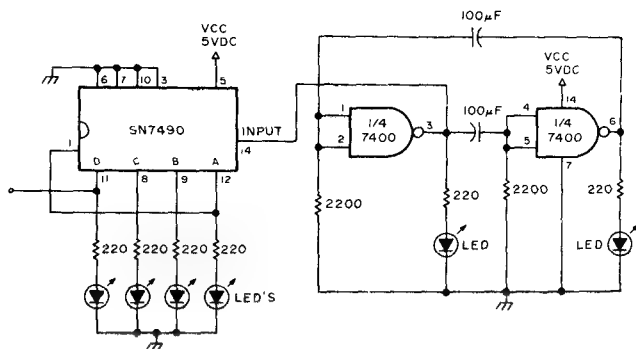 100µF
VCC
5VDC
6 7 10 3 5
VCC
5VDC
14
1
SN7490
INPUT
14
100µF
1
2
1/4
7400
3
4
5
1/4
7400
6
7
D C B A
11 8 9 12
2200
220
2200
220
220 220 220 220
LED
LED
LED'S